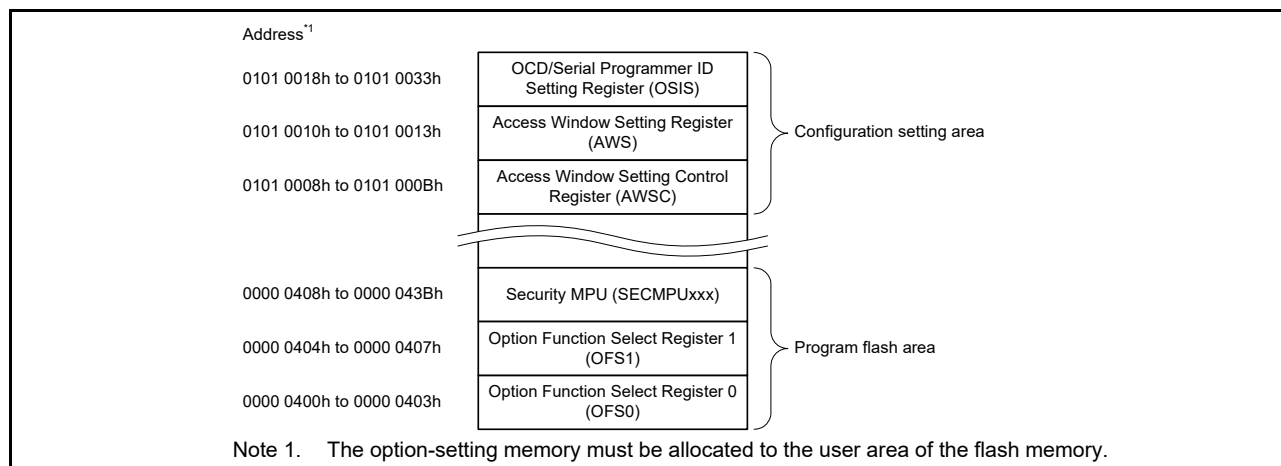 Address*1
0101 0018h to 0101 0033h
OCD/Serial Programmer ID
Setting Register (OSIS)
0101 0010h to 0101 0013h
Access Window Setting Register
(AWS)
Configuration setting area
0101 0008h to 0101 000Bh
Access Window Setting Control
Register (AWSC)
0000 0408h to 0000 043Bh
Security MPU (SECMPUxxx)
0000 0404h to 0000 0407h
Option Function Select Register 1
(OFS1)
Program flash area
0000 0400h to 0000 0403h
Option Function Select Register 0
(OFS0)
Note 1. The option-setting memory must be allocated to the user area of the flash memory.